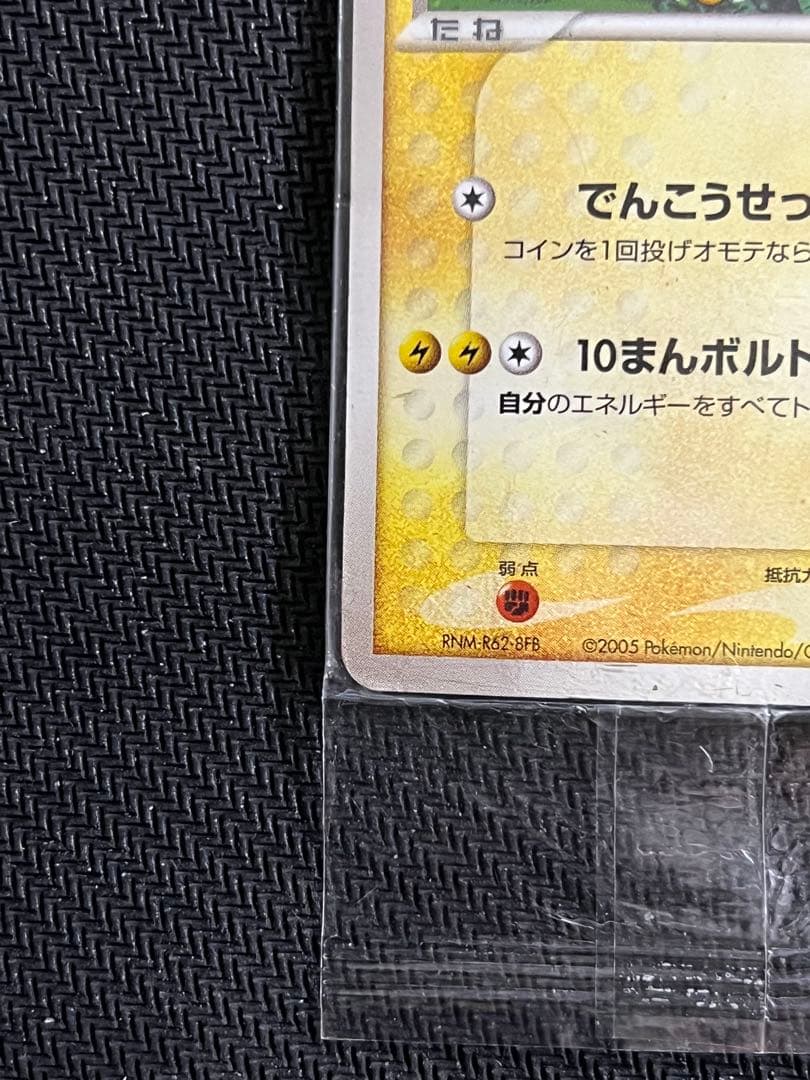 たね
でんこうせっ
コインを1回投げオモテなら
10まんボルト
自分のエネルギーをすべてト
弱点
抵抗力
RNM-R62-8FB
©2005 Pokémon/Nintendo/C